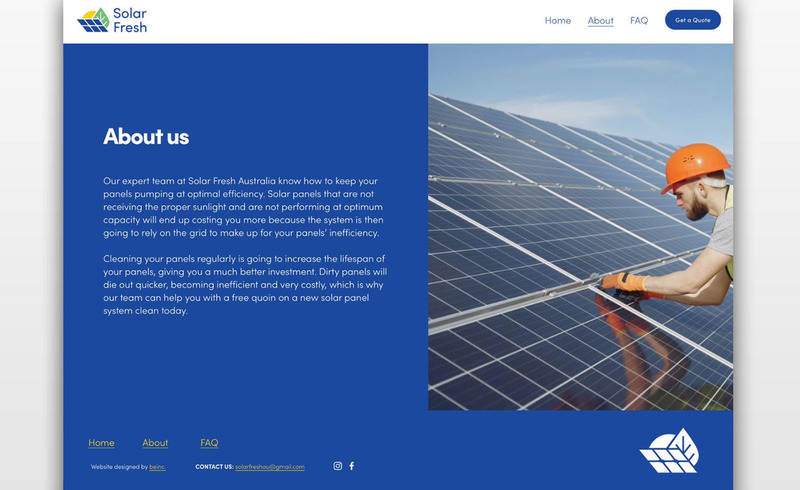 Solar
Fresh
Home About FAQ Get a Quote
About us
Our expert team at Solar Fresh Australia know how to keep your
panels pumping at optimal efficiency. Solar panels that are not
receiving the proper sunlight and are not performing at optimum
capacity will end up costing you more because the system is then
going to rely on the grid to make up for your panels' inefficiency.
Cleaning your panels regularly is going to increase the lifespan of
your panels, giving you a much better investment. Dirty panels will
die out quicker, becoming inefficient and very costly, which is why
our team can help you with a free quoin on a new solar panel
system clean today.
Home About FAQ
Website designed by beinc. CONTACT US: solarfreshau@gmail.com